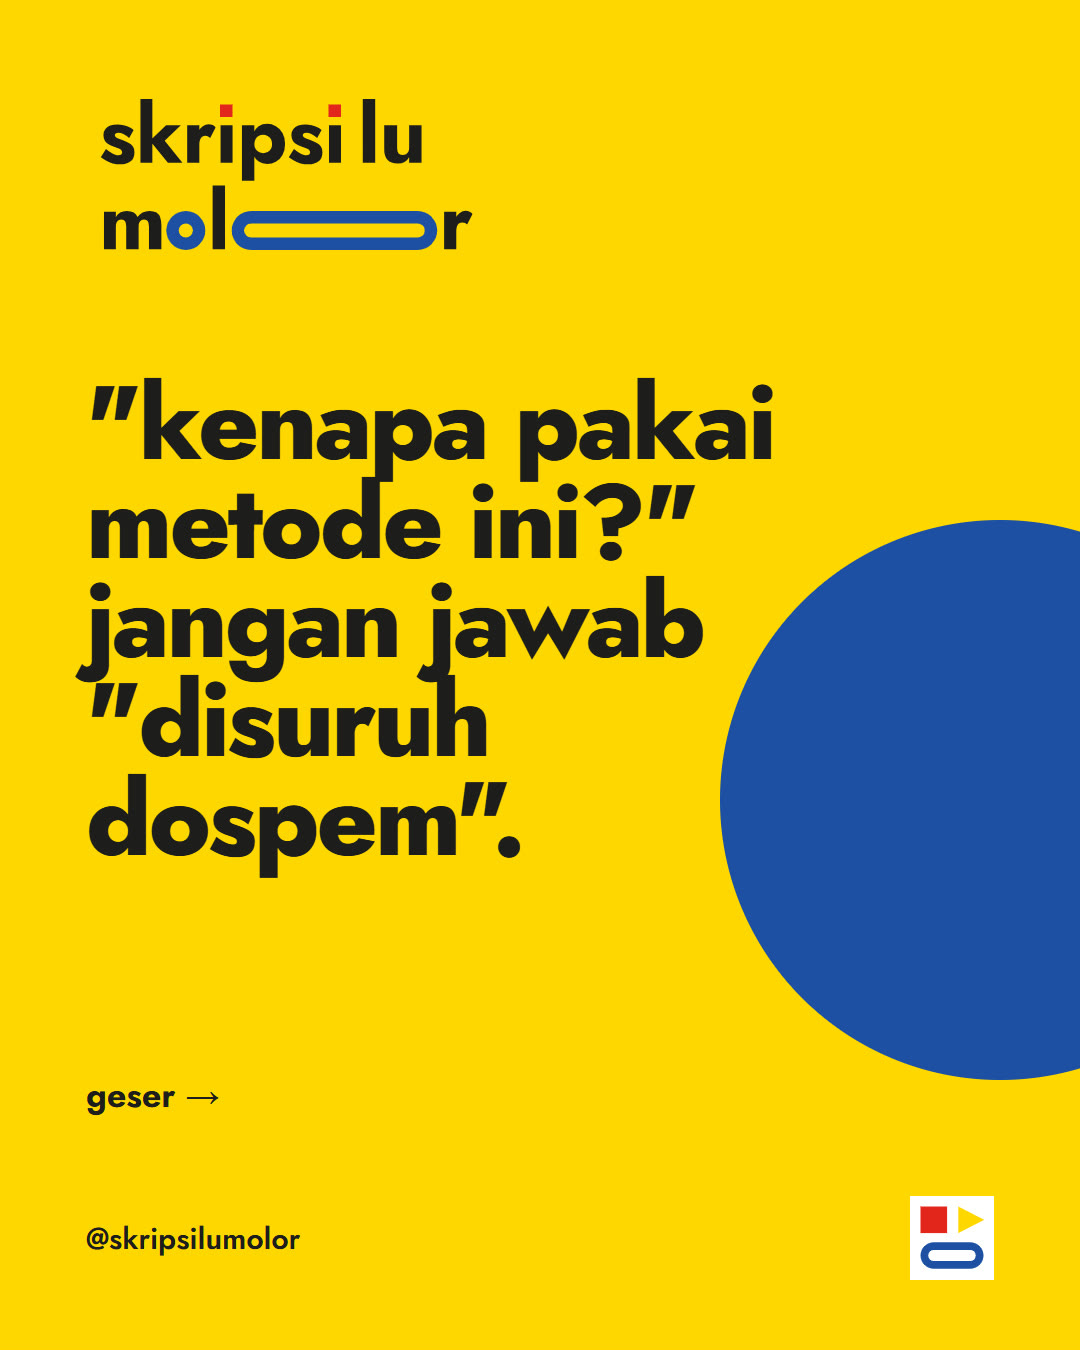 skripsi lu
molor
"kenapa pakai
metode ini?"
jangan jawab
"disuruh
dospem".
geser →
@skripsilumolor